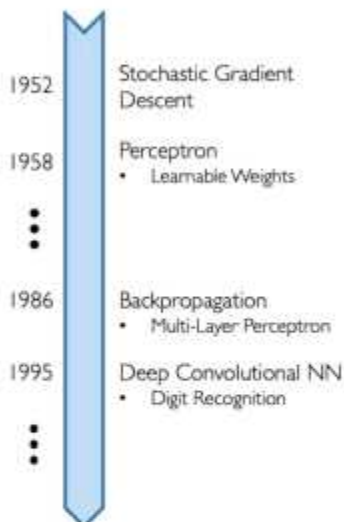 1952
Stochastic Gradient
Descent
1958
Perceptron
• Learnable Weights
1986
Backpropagation
• Multi-Layer Perceptron
1995
Deep Convolutional NN
• Digit Recognition